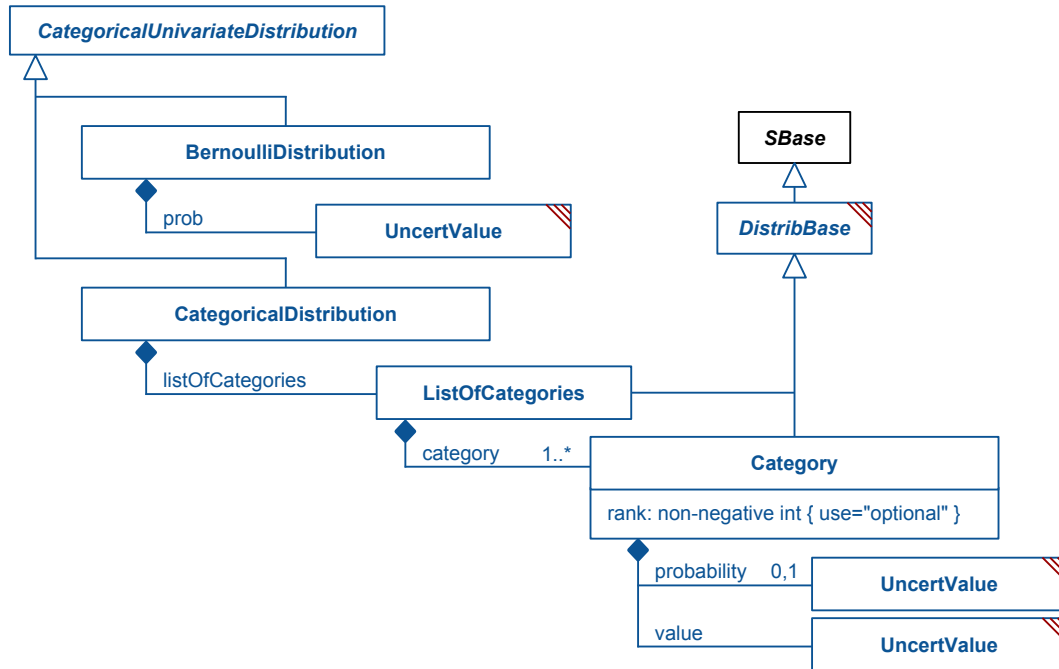 CategoricalUnivariateDistribution
BernoulliDistribution
SBase
prob
UncertValue
DistribBase
CategoricalDistribution
listOfCategories
ListOfCategories
category 1..*
Category
rank: non-negative int { use="optional" }
probability 0,1
UncertValue
value
UncertValue